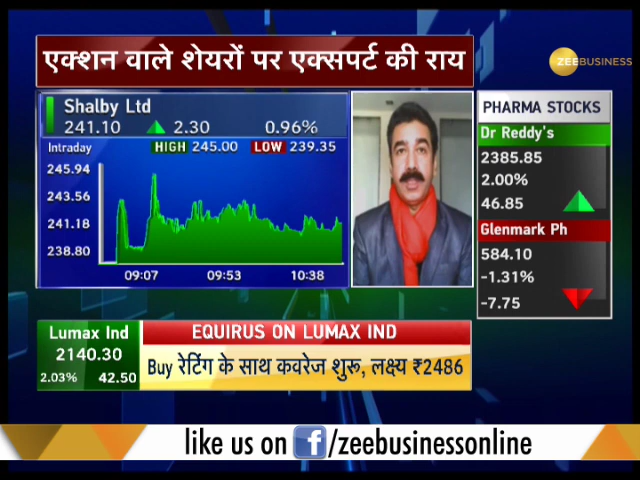 एक्शन वाले शेयरों पर एक्सपर्ट की राय
ZEEBUSINESS
Shalby Ltd
241.10 2.30 0.96%
Intraday HIGH 245.00 LOW 239.35
245.94
243.56
241.18
238.80
09:07 09:53 10:38
PHARMA STOCKS
Dr Reddy's
2385.85
2.00%
46.85
Glenmark Ph
584.10
-1.31%
-7.75
Lumax Ind
2140.30
2.03% 42.50
EQUIRUS ON LUMAX IND
Buy रेटिंग के साथ कवरेज शुरू, लक्ष्य ₹2486
like us on f/zeebusinessonline